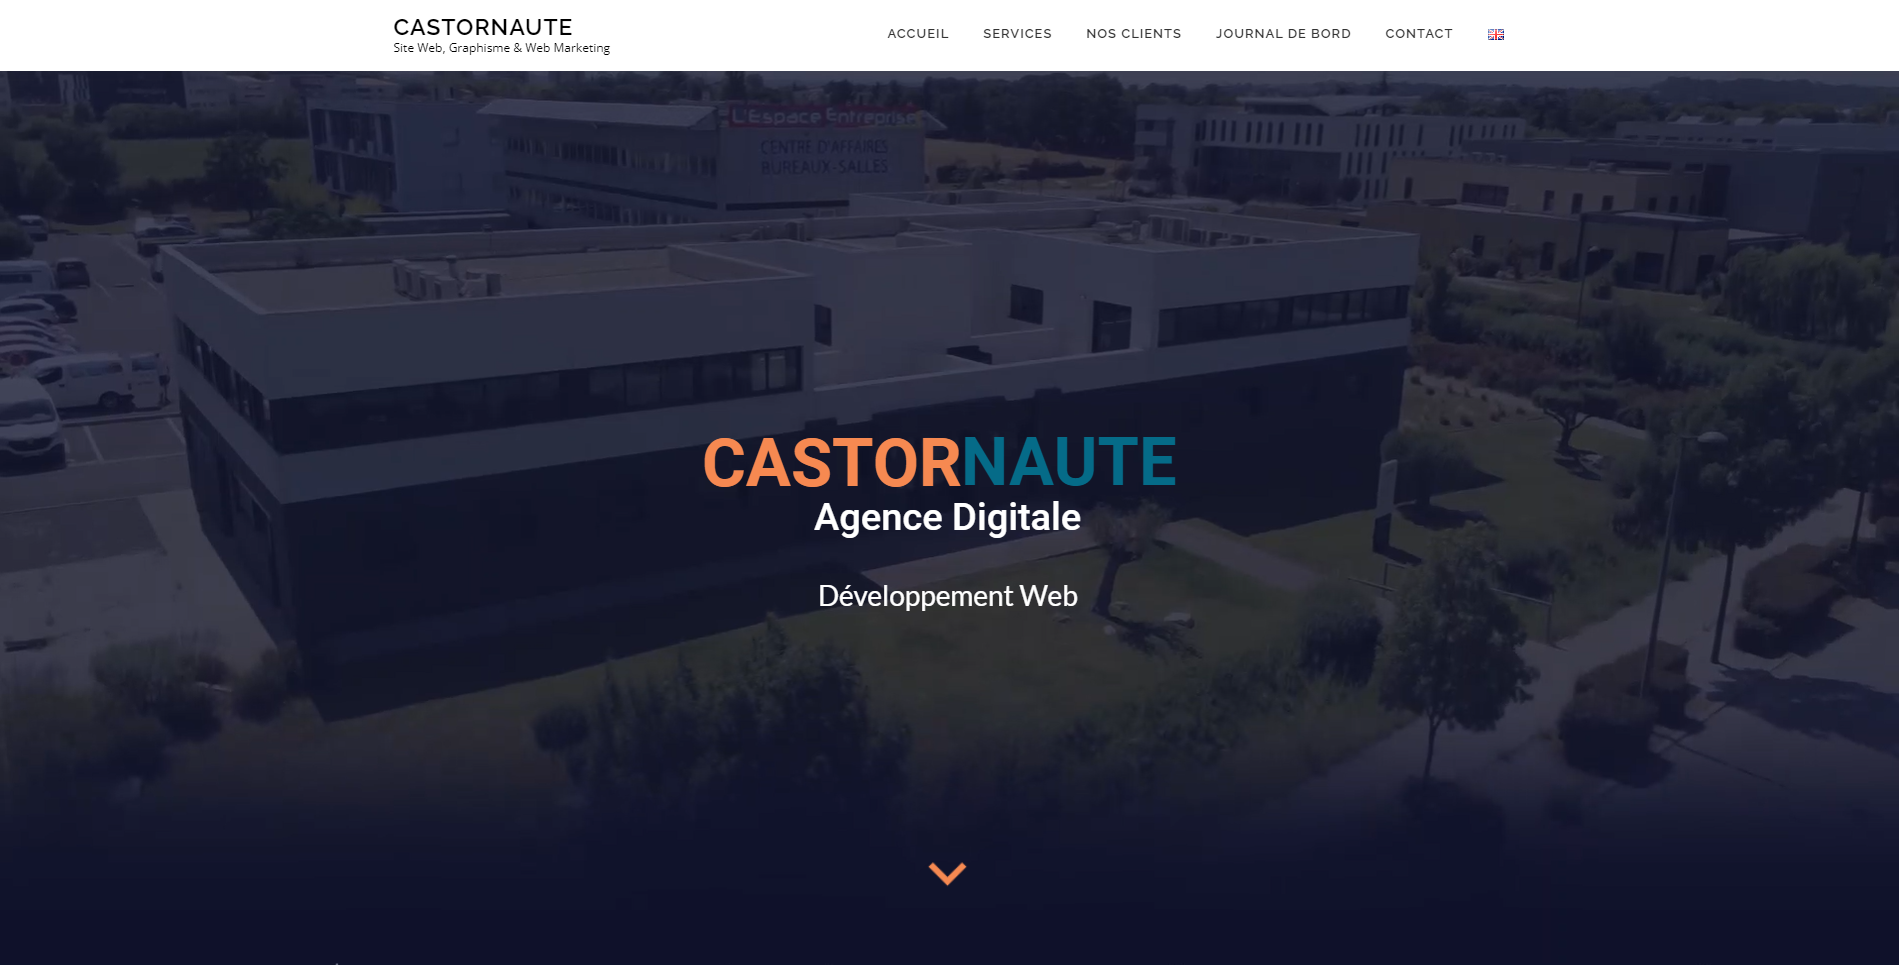 CASTORNAUTE
Site Web, Graphisme & Web Marketing
ACCUEIL SERVICES NOS CLIENTS JOURNAL DE BORD CONTACT
L'Espace Entreprise
CENTRE D'AFFAIRES
BUREAUX-SALLES
CASTORNAUTE
Agence Digitale
Développement Web